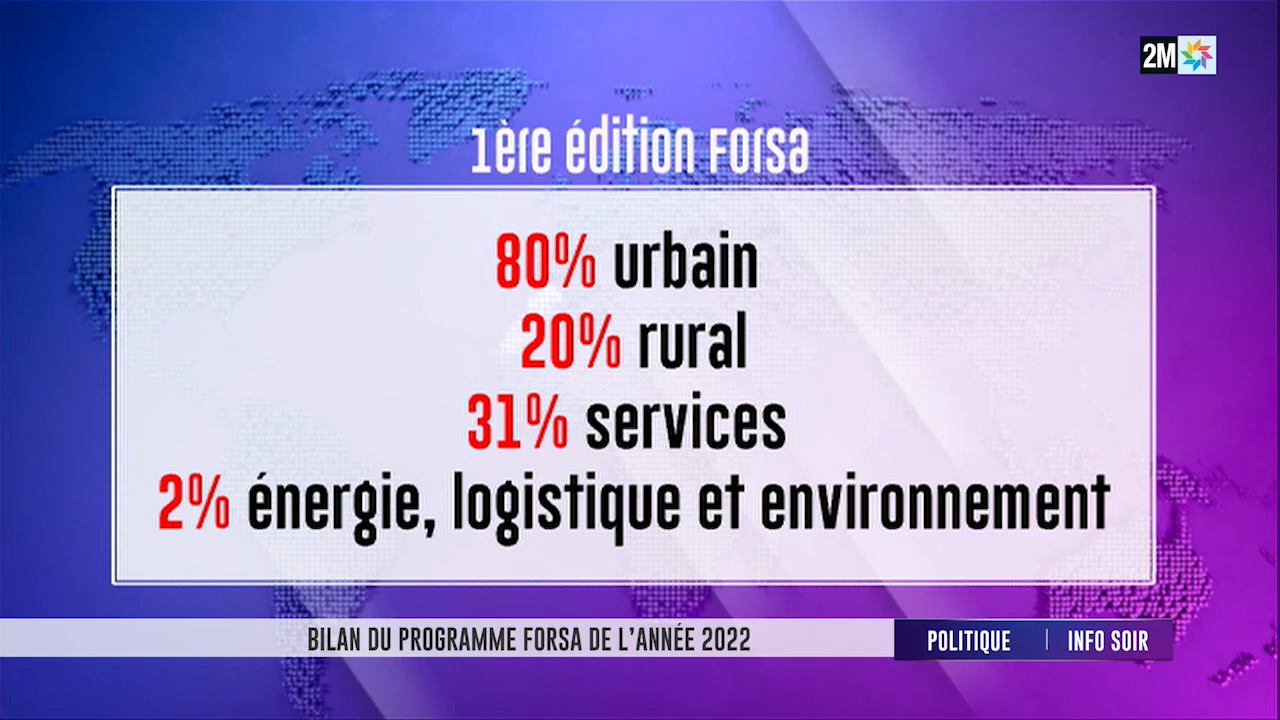 2M
1ère édition Forsa
80% urbain
20% rural
31% services
2% énergie, logistique et environnement
BILAN DU PROGRAMME FORSA DE L'ANNÉE 2022
POLITIQUE | INFO SOIR